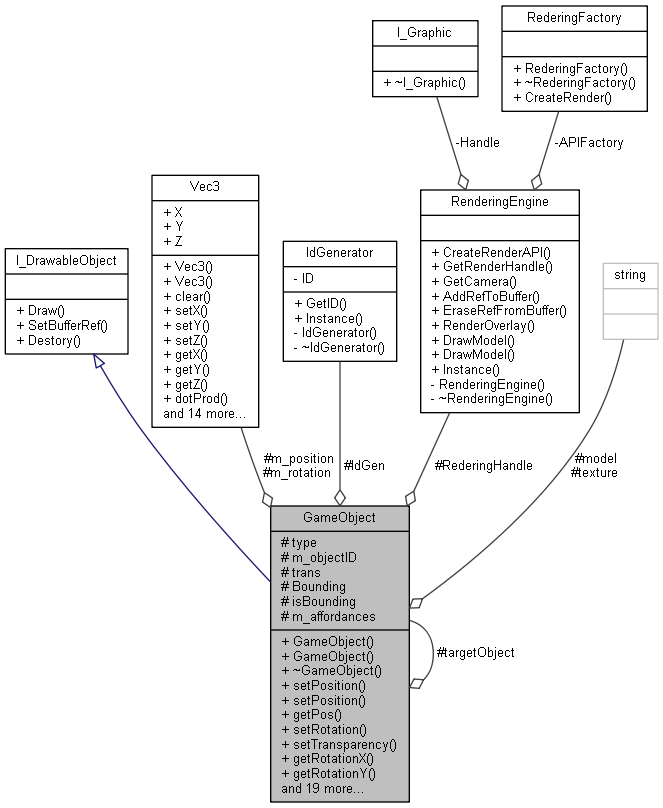 I_Graphic
+ ~I_Graphic()
RederingFactory
+ RederingFactory()
+ ~RederingFactory()
+ CreateRender()
-Handle
-APIFactory
Vec3
+ X
+ Y
+ Z
+ Vec3()
+ Vec3()
+ clear()
+ setX()
+ setY()
+ setZ()
+ getX()
+ getY()
+ getZ()
+ dotProd()
and 14 more...
RenderingEngine
+ CreateRenderAPI()
+ GetRenderHandle()
+ GetCamera()
+ AddRefToBuffer()
+ EraseRefFromBuffer()
+ RenderOverlay()
+ DrawModel()
+ DrawModel()
+ Instance()
- RenderingEngine()
- ~RenderingEngine()
I_DrawableObject
+ Draw()
+ SetBufferRef()
+ Destory()
IdGenerator
- ID
+ GetID()
+ Instance()
- IdGenerator()
- ~IdGenerator()
string
#m_position
#m_rotation
#IdGen
#RederingHandle
#model
#texture
GameObject
# type
# m_objectID
# trans
# Bounding
# isBounding
# m_affordances
+ GameObject()
+ GameObject()
+ ~GameObject()
+ setPosition()
+ setPosition()
+ getPos()
+ setRotation()
+ setTransparency()
+ getRotationX()
+ getRotationY()
and 19 more...
#targetObject